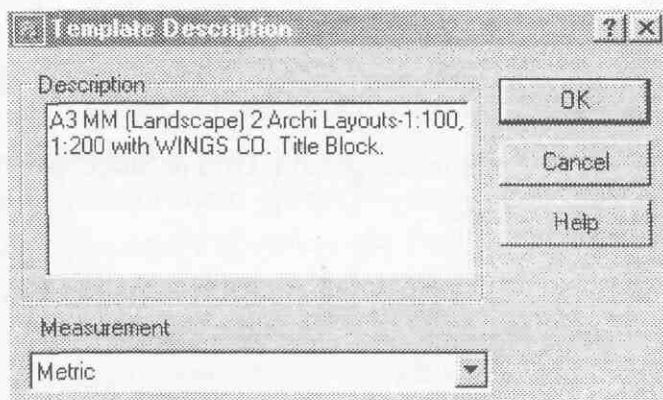 Template Description
Description
A3 MM (Landscape) 2 Archi Layouts-1:100,
1:200 with WINGS CO. Title Block.
OK
Cancel
Help
Measurement
Metric